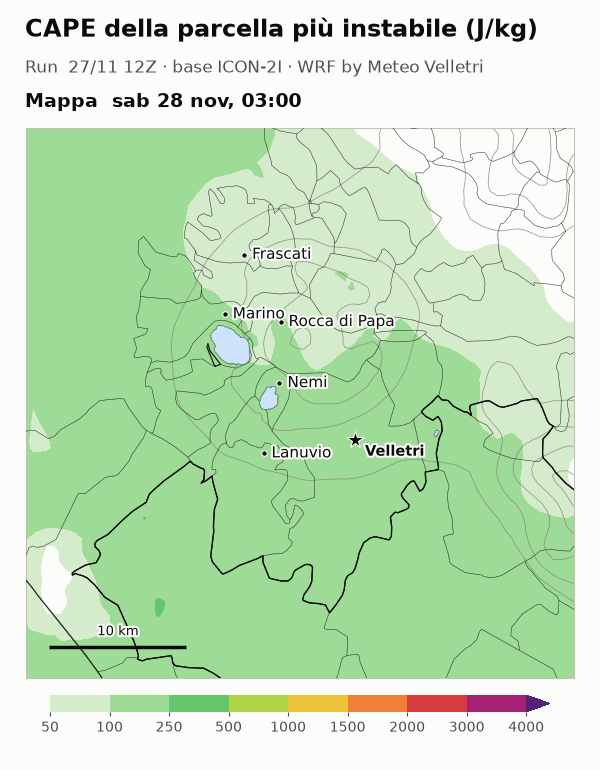 CAPE della parcella più instabile (J/kg)
Run  27/11 12Z · base ICON-2I · WRF by Meteo Velletri
Mappa  sab 28 nov, 03:00
Frascati
Marino
Rocca di Papa
Nemi
Velletri
Lanuvio
10 km
50 100 250 500 1000 1500 2000 3000 4000